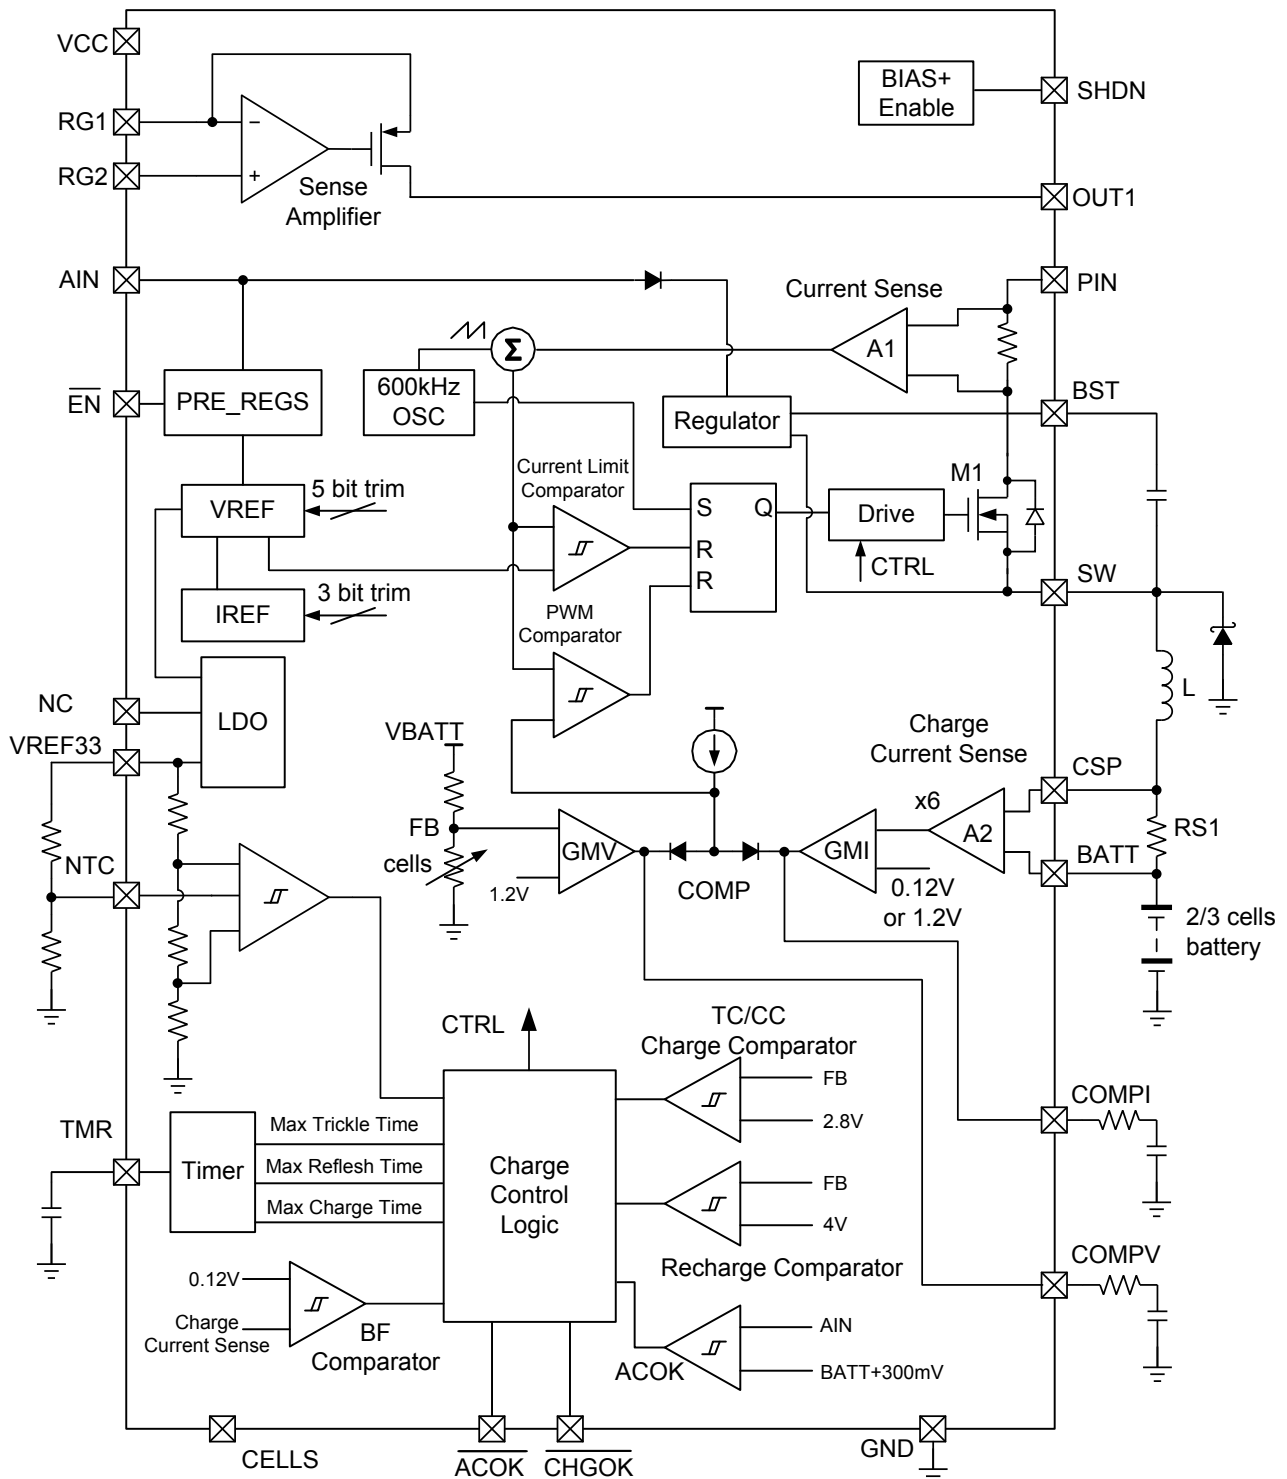 VCC
BIAS+
Enable
SHDN
RG1
−
RG2
+
Sense
Amplifier
OUT1
AIN
Current Sense
PIN
A1
Σ
EN
PRE_REGS
600kHz
OSC
Regulator
BST
Current Limit
Comparator
M1
VREF
5 bit trim
S
Q
R
R
Drive
CTRL
SW
IREF
3 bit trim
PWM
Comparator
NC
LDO
L
VREF33
VBATT
Charge
Current Sense
CSP
x6
A2
RS1
FB
GMV
GMI
BATT
NTC
cells
1.2V
COMP
0.12V
or 1.2V
2/3 cells
battery
CTRL
TC/CC
Charge Comparator
FB
2.8V
COMPI
TMR
Timer
Max Trickle Time
Max Reflesh Time
Max Charge Time
Charge
Control
Logic
FB
4V
Recharge Comparator
COMPV
0.12V
Charge
Current Sense
BF
Comparator
AIN
ACOK
BATT+300mV
CELLS
ACOK
CHGOK
GND